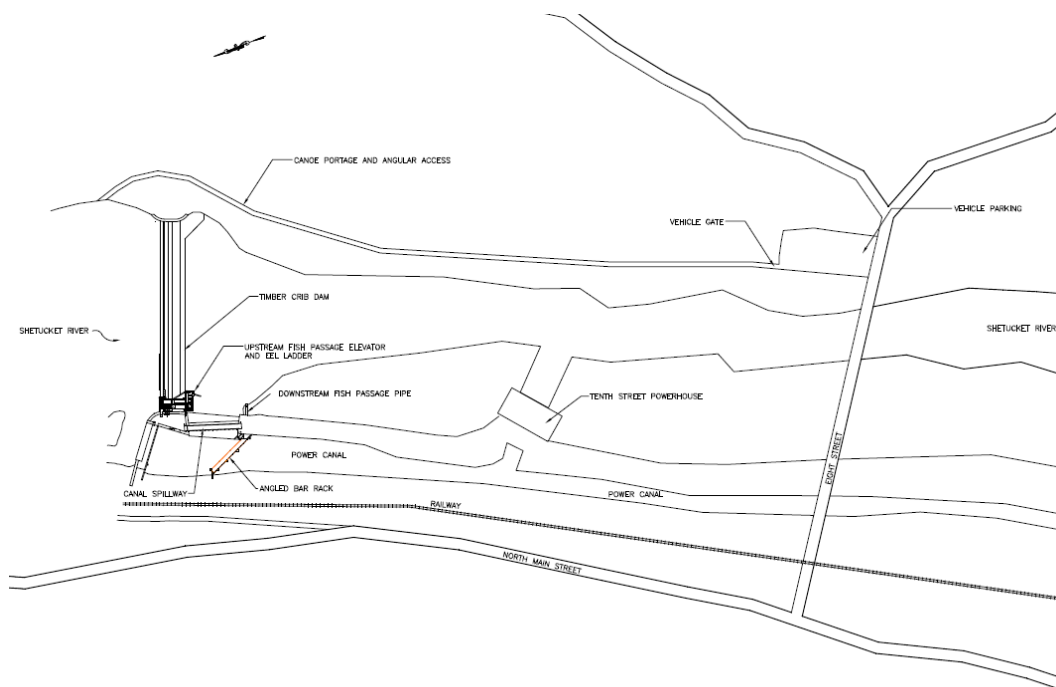 CANOE PORTAGE AND ANGULAR ACCESS
VEHICLE PARKING
VEHICLE GATE
TIMBER CRIB DAM
SHETUCKET RIVER
SHETUCKET RIVER
UPSTREAM FISH PASSAGE ELEVATOR
AND EEL LADDER
DOWNSTREAM FISH PASSAGE PIPE
TENTH STREET POWERHOUSE
EIGHT STREET
POWER CANAL
ANGLED BAR RACK
CANAL SPILLWAY
POWER CANAL
RAILWAY
NORTH MAIN STREET